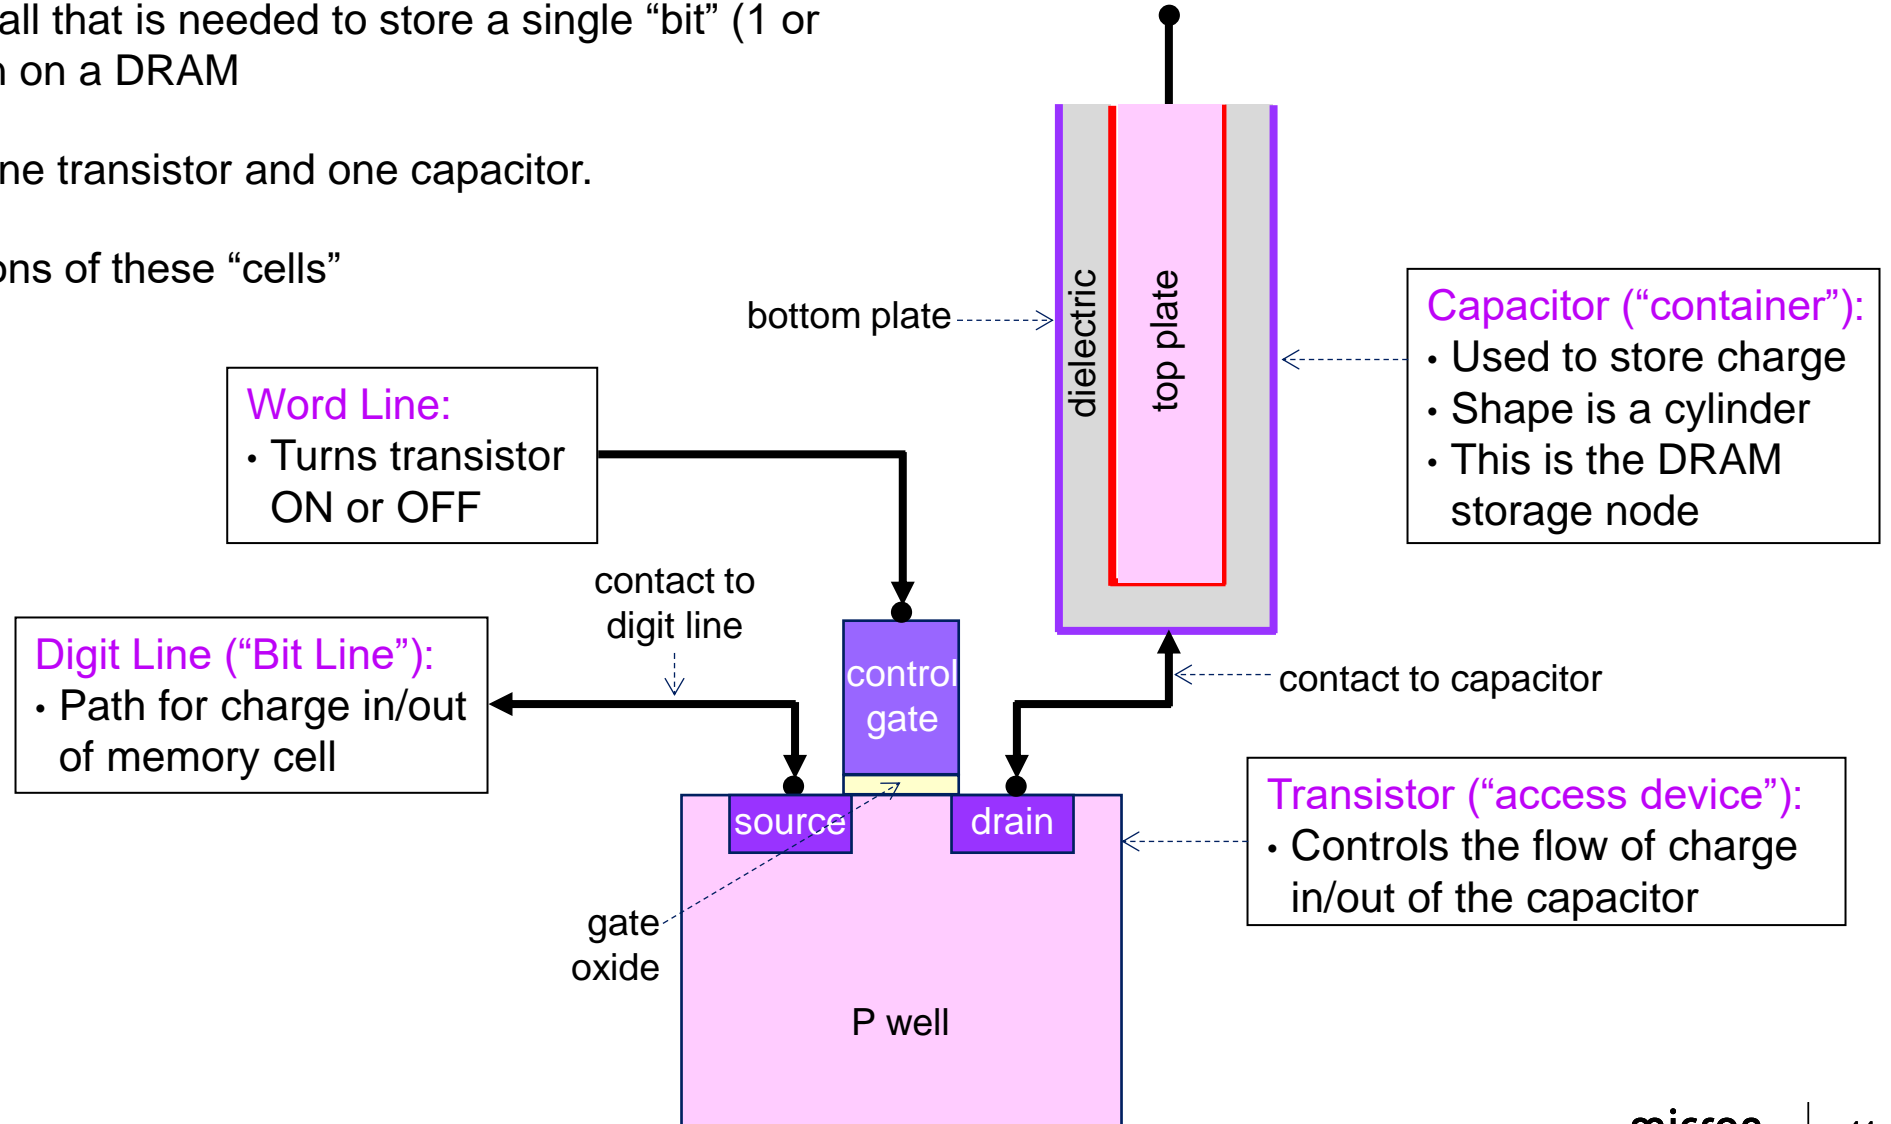 all that is needed to store a single “bit” (1 or
on a DRAM
one transistor and one capacitor.
of these “cells”
bottom plate
dielectric
top plate
Capacitor (“container”):
• Used to store charge
• Shape is a cylinder
• This is the DRAM
storage node
Word Line:
• Turns transistor
ON or OFF
contact to
digit line
Digit Line (“Bit Line”):
• Path for charge in/out
of memory cell
control
gate
contact to capacitor
source
drain
Transistor (“access device”):
• Controls the flow of charge
in/out of the capacitor
gate
oxide
P well
micron